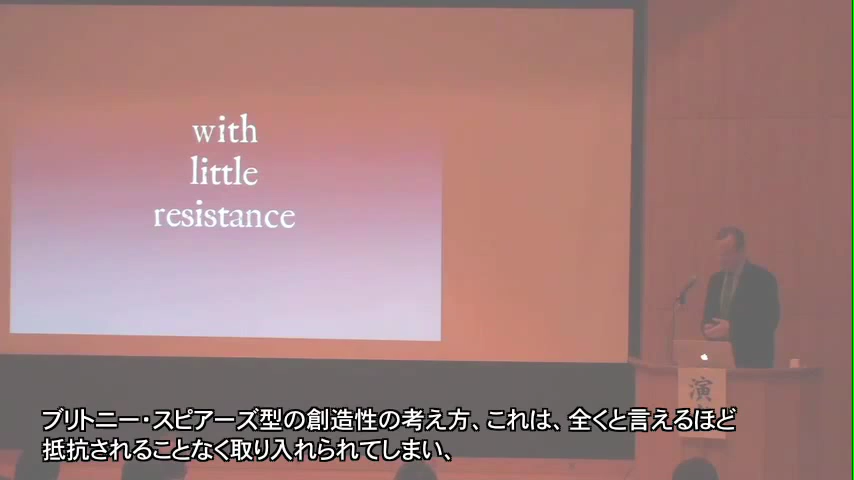 with
little
resistance
演
ブリトニー・スピアーズ型の創造性の考え方、これは、全くと言えるほど
抵抗されることなく取り入れられてしまい、